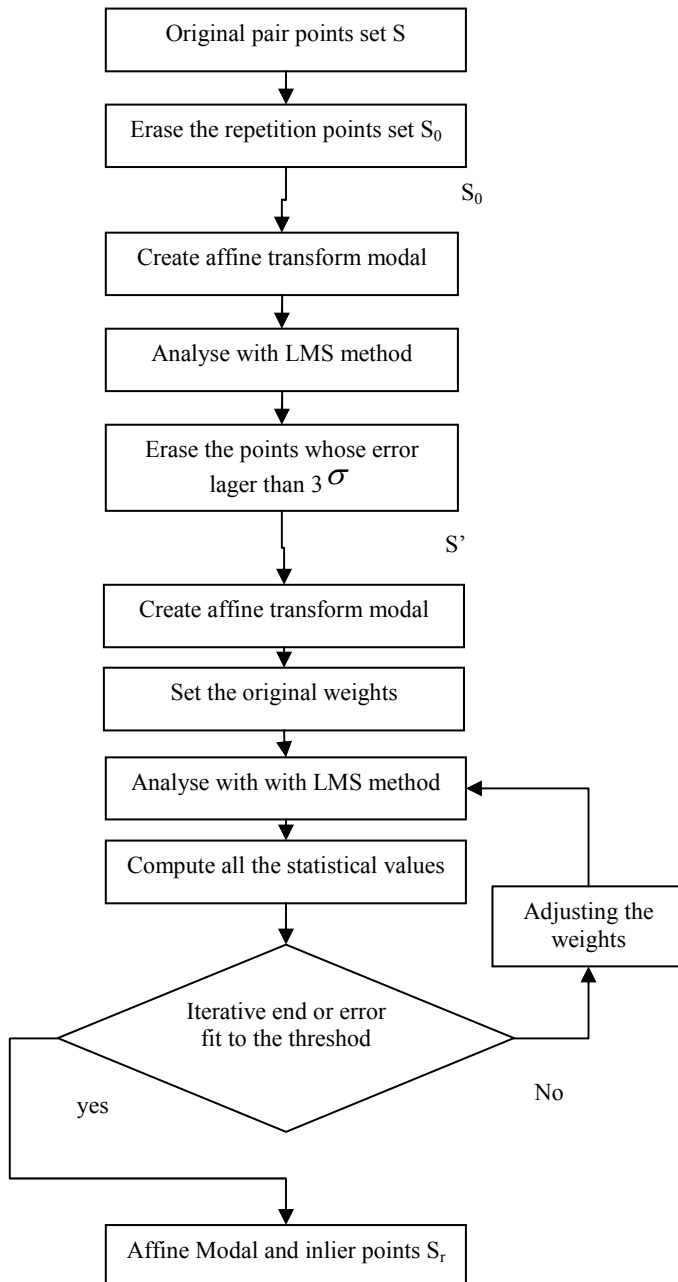 Original pair points set S
Erase the repetition points set S₀
S₀
Create affine transform modal
Analyse with LMS method
Erase the points whose error
lager than 3 σ
S’
Create affine transform modal
Set the original weights
Analyse with with LMS method
Compute all the statistical values
Adjusting the
weights
Iterative end or error
fit to the threshod
No
yes
Affine Modal and inlier points Sᵣ